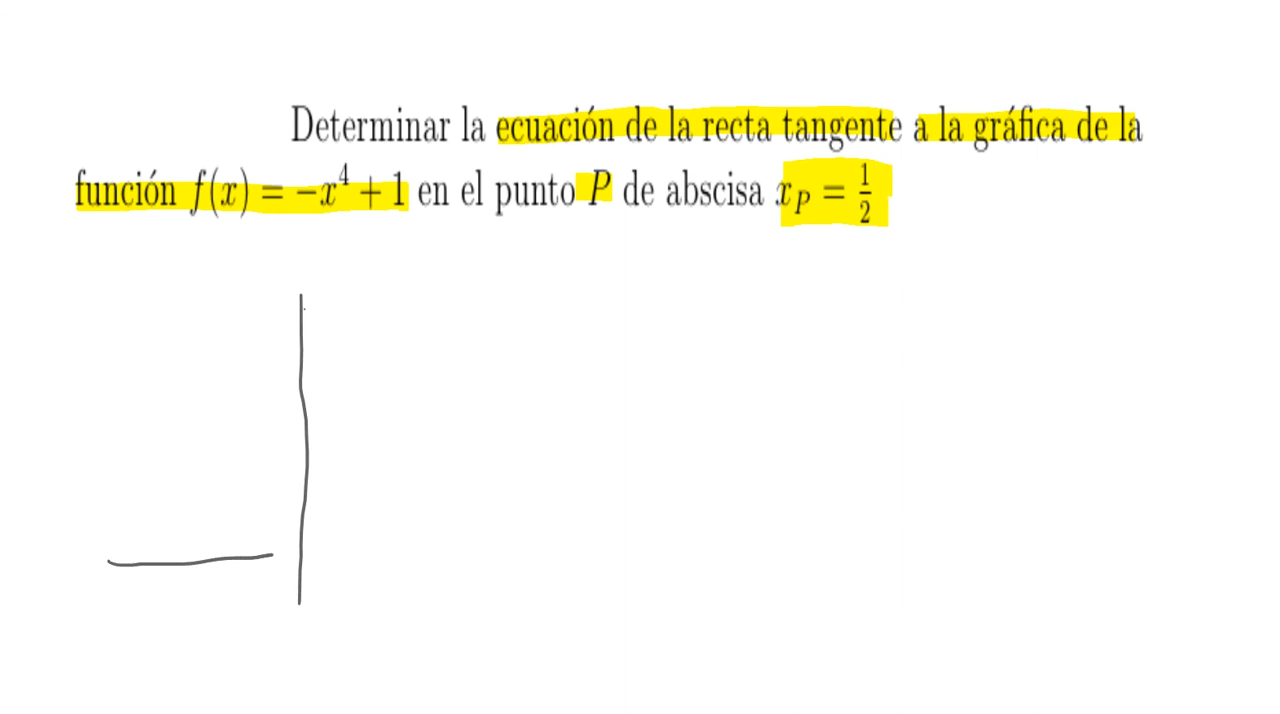 Determinar la ecuación de la recta tangente a la gráfica de la
función f(x) = −x⁴ + 1 en el punto P de abscisa x_P = 1/2